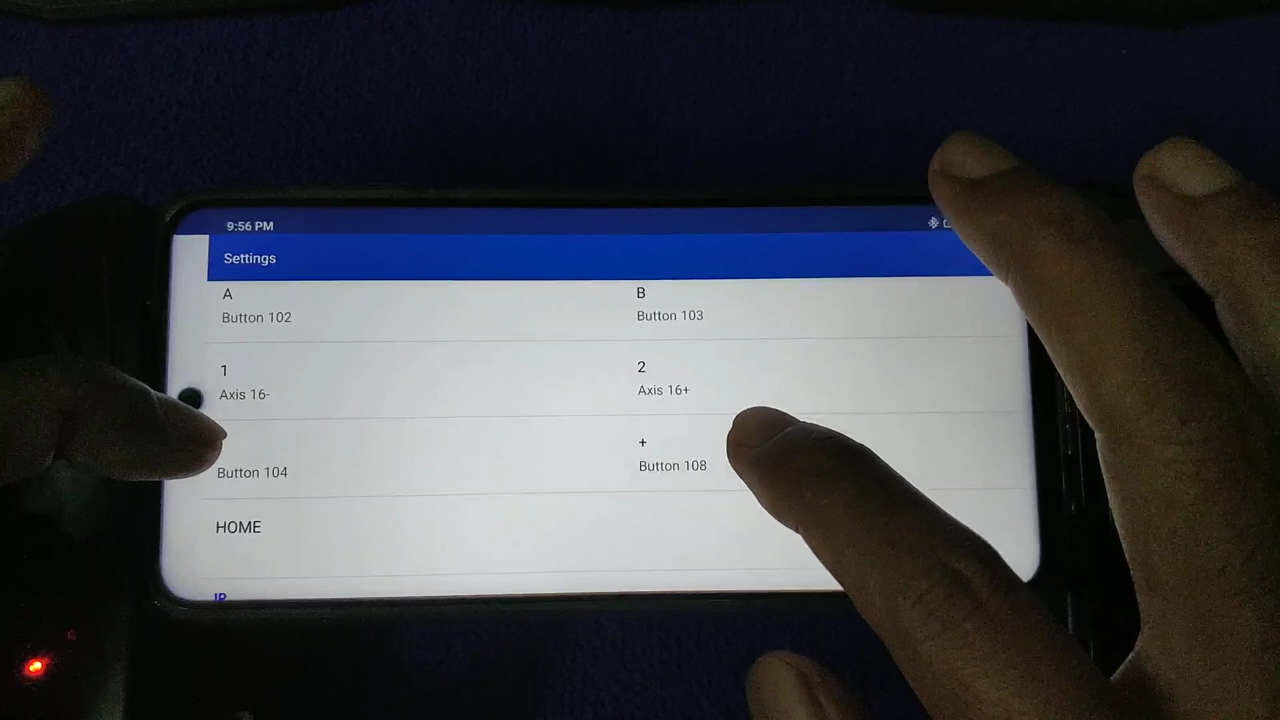 9:56 PM
Settings
A
Button 102
B
Button 103
1
Axis 16-
2
Axis 16+
Button 104
+
Button 108
HOME
IR